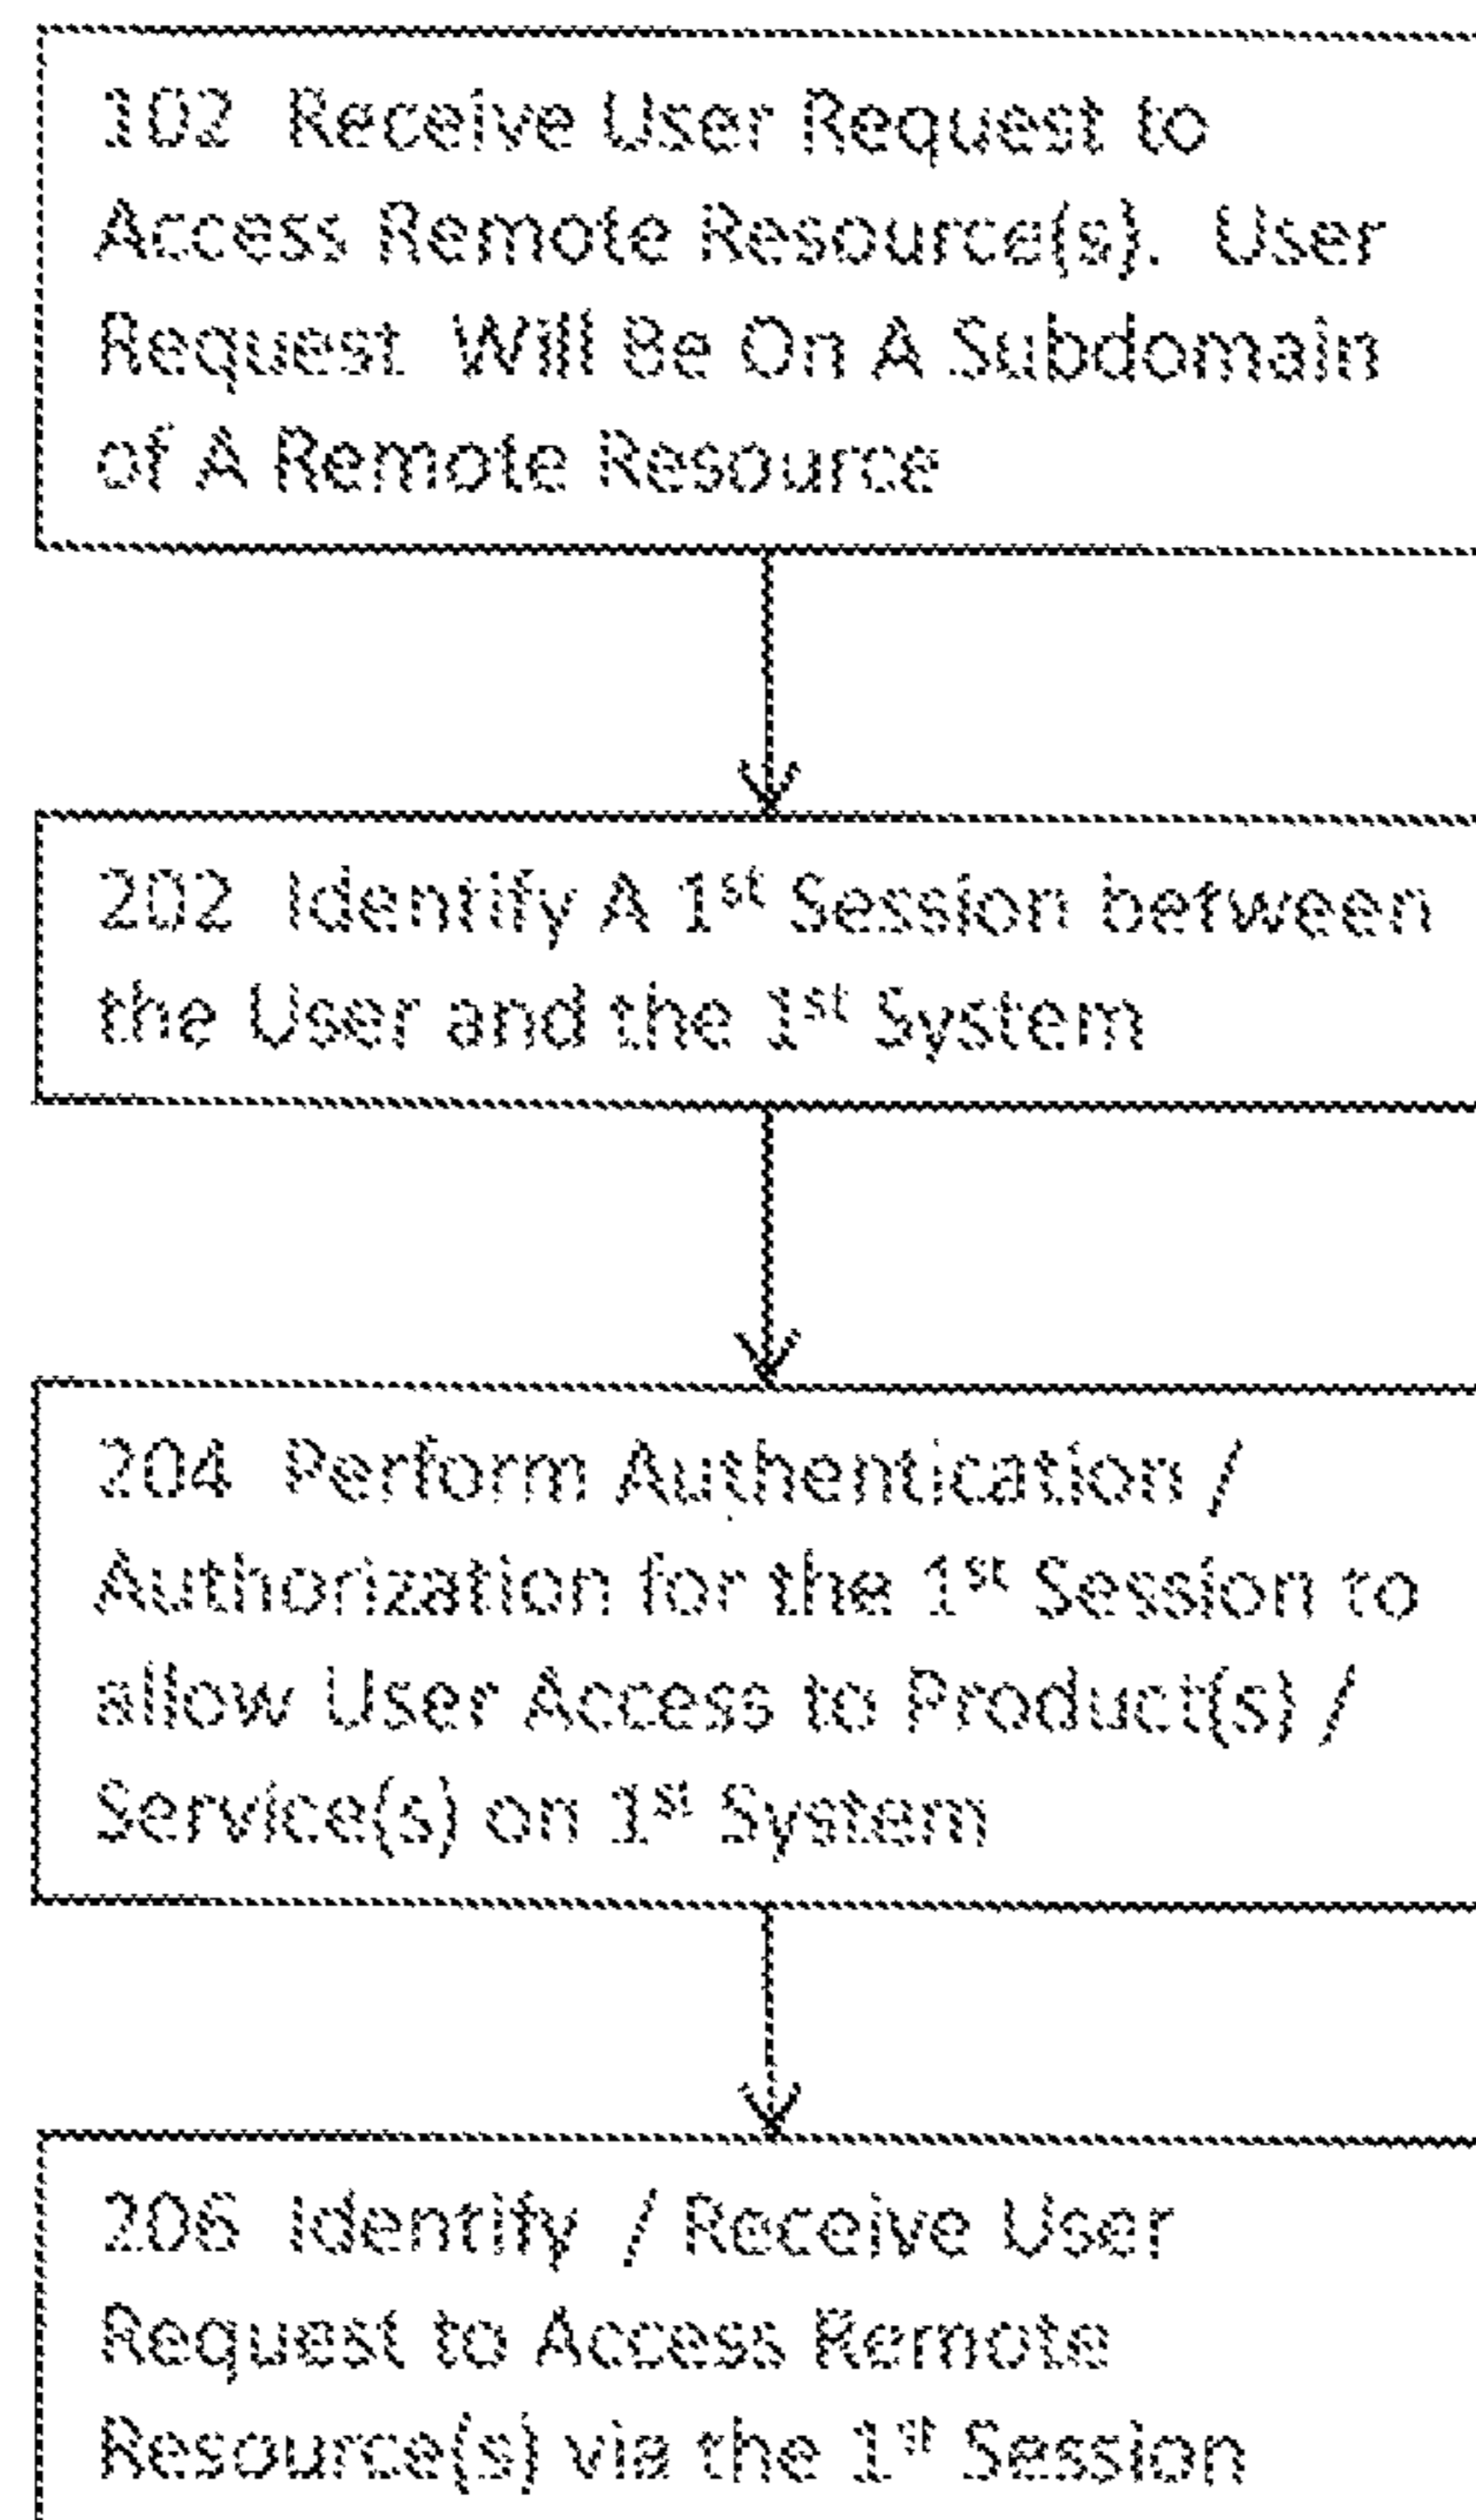 102 Receive User Request to
Access Remote Resource(s). User
Request Will Be On A Subdomain
of A Remote Resource
202 Identify A 1st Session between
the User and the 1st System
204 Perform Authentication /
Authorization for the 1st Session to
allow User Access to Product(s) /
Service(s) on 1st System
206 Identify / Receive User
Request to Access Remote
Resource(s) via the 1st Session